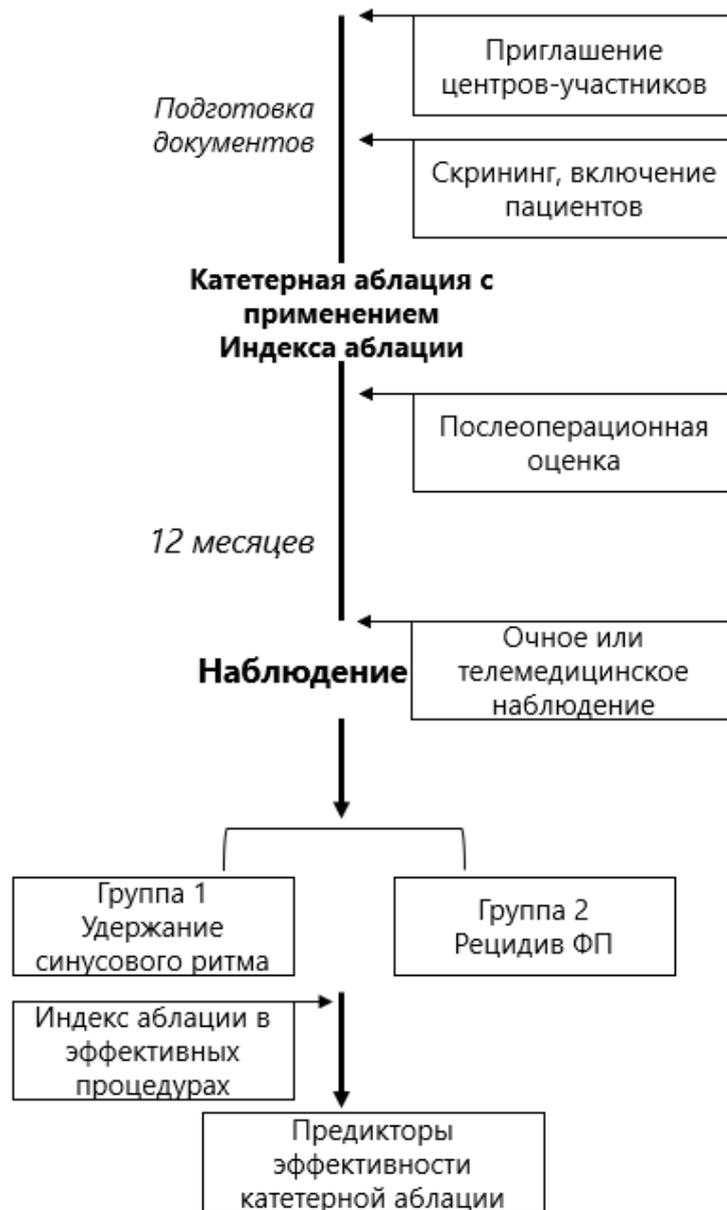 Приглашение
центров-участников
Подготовка
документов
Скрининг, включение
пациентов
Катетерная аблация с
применением
Индекса аблации
Послеоперационная
оценка
12 месяцев
Наблюдение
Очное или
телемедицинское
наблюдение
Группа 1
Удержание
синусового ритма
Группа 2
Рецидив ФП
Индекс аблации в
эффективных
процедурах
Предикторы
эффективности
катетерной аблации